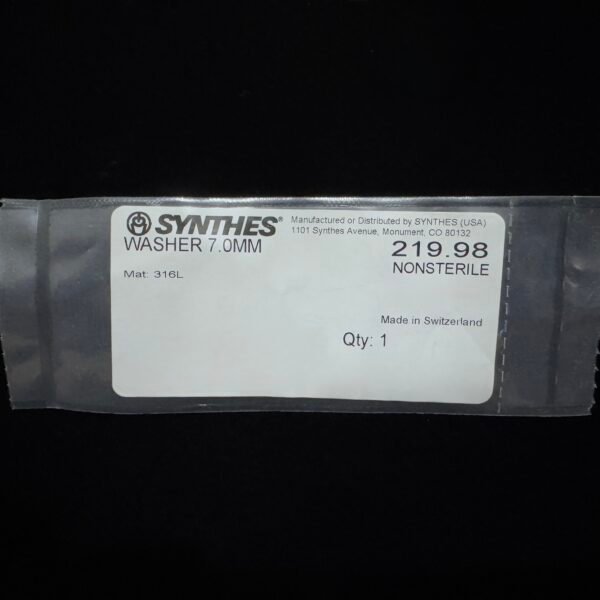 SYNTHES® Manufactured or Distributed by SYNTHES (USA)
1101 Synthes Avenue, Monument, CO 80132
WASHER 7.0MM 219.98
NONSTERILE
Mat: 316L
Made in Switzerland
Qty: 1